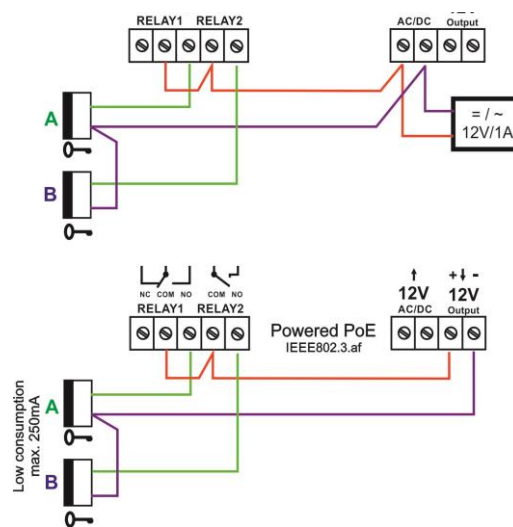 RELAY1 RELAY2
12V
AC/DC Output
A
= / ~
12V/1A
B
NC COM NO COM NO
RELAY1 RELAY2
Powered PoE
IEEE802.3.af
12V
AC/DC
+ -
12V
Output
Low consumption
max. 250mA
A
B